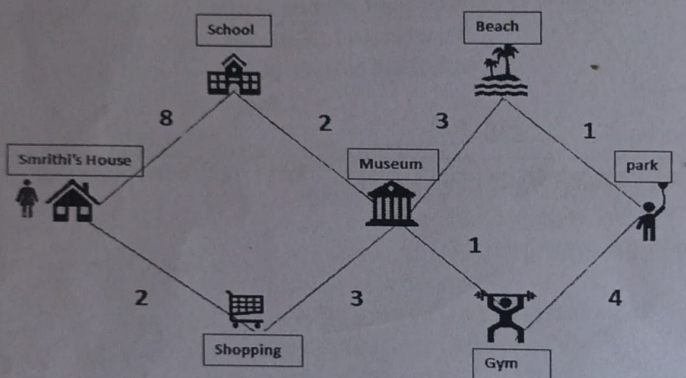 School
Beach
8
2
3
1
Smrithi's House
Museum
park
1
2
3
4
Shopping
Gym